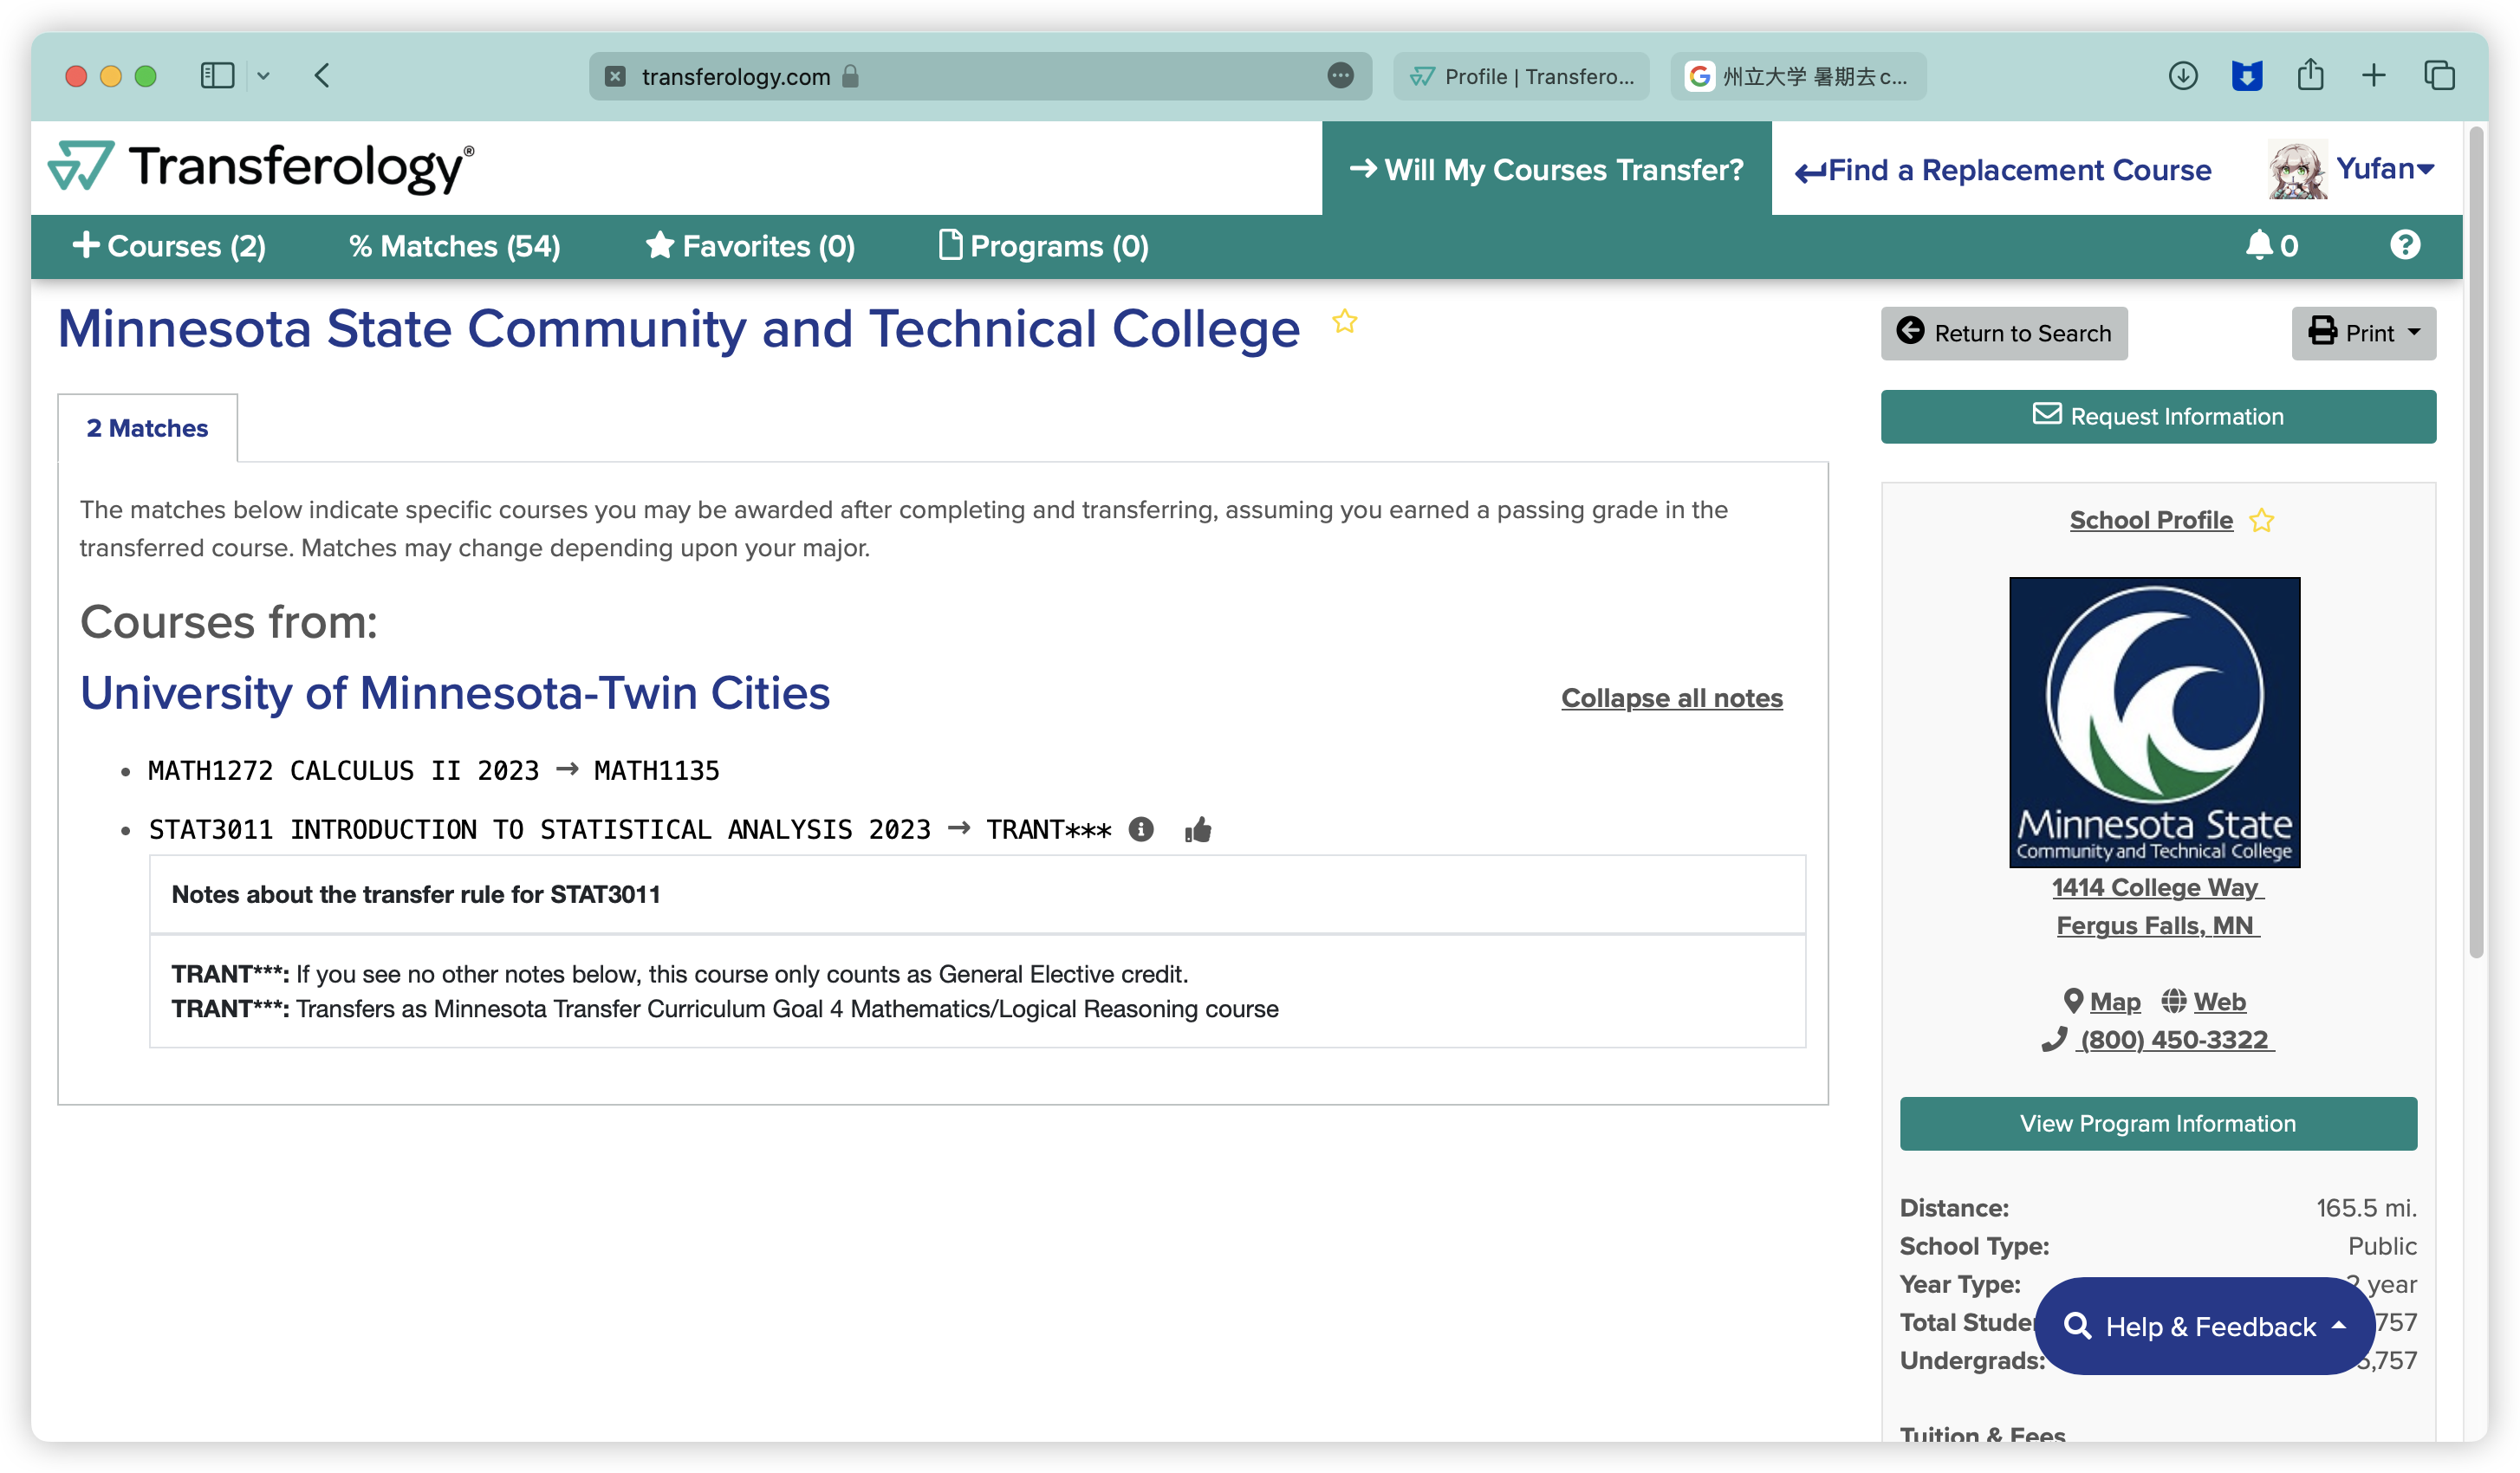 transferology.com
Profile | Transfero...
州立大学 暑期去 c...
Transferology®
→ Will My Courses Transfer?
Find a Replacement Course
Yufan
+ Courses (2)
% Matches (54)
Favorites (0)
Programs (0)
0
?
Minnesota State Community and Technical College
Return to Search
Print
2 Matches
Request Information
The matches below indicate specific courses you may be awarded after completing and transferring, assuming you earned a passing grade in the
transferred course. Matches may change depending upon your major.
Courses from:
University of Minnesota-Twin Cities
Collapse all notes
• MATH1272 CALCULUS II 2023 → MATH1135
• STAT3011 INTRODUCTION TO STATISTICAL ANALYSIS 2023 → TRANT***
Notes about the transfer rule for STAT3011
TRANT***: If you see no other notes below, this course only counts as General Elective credit.
TRANT***: Transfers as Minnesota Transfer Curriculum Goal 4 Mathematics/Logical Reasoning course
School Profile
Minnesota State
Community and Technical College
1414 College Way
Fergus Falls, MN
Map Web
(800) 450-3322
View Program Information
Distance: 165.5 mi.
School Type: Public
Year Type: 2 year
Total Stude 757
Undergrads: ,757
Help & Feedback
Tuition & Fees